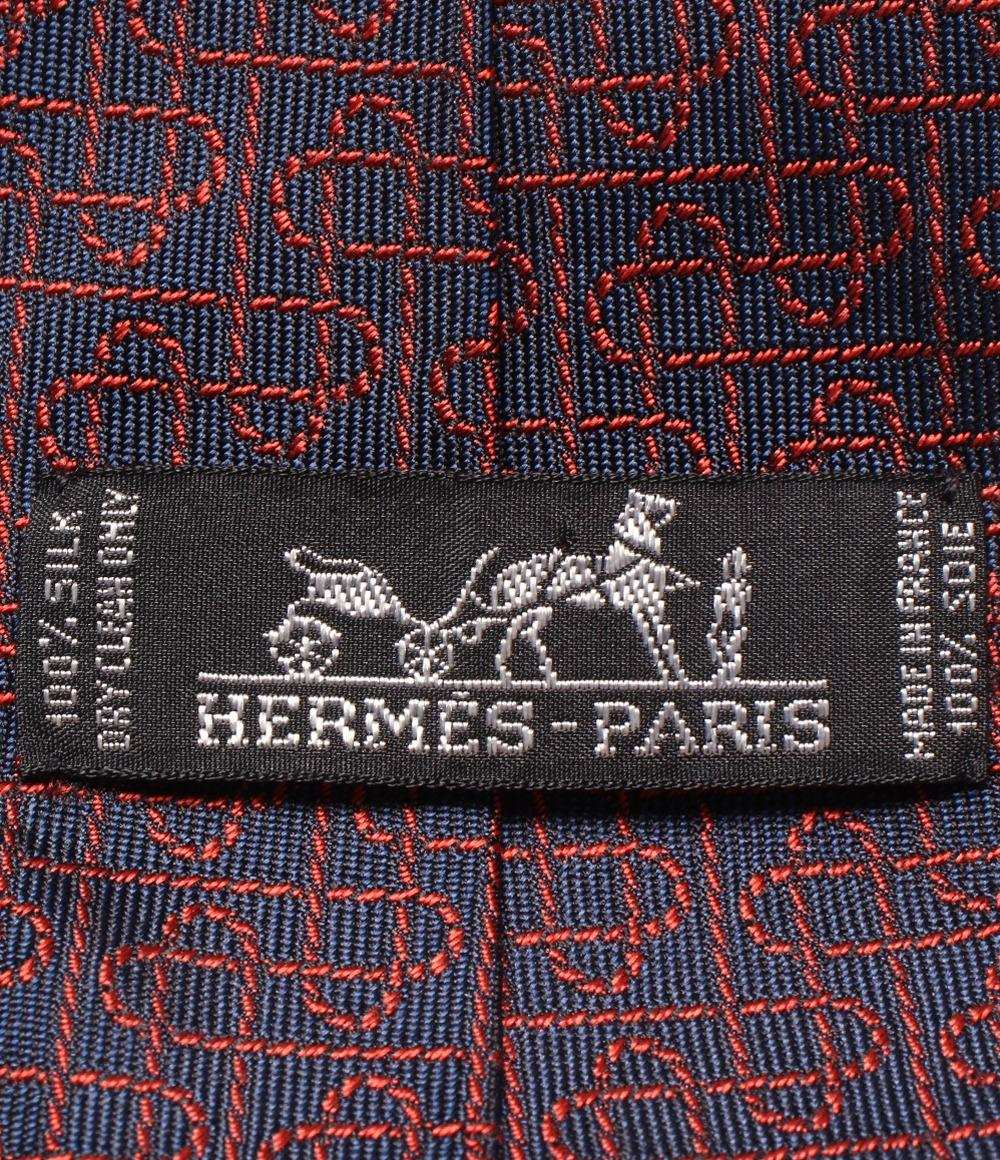 100% SILK
DRY CLEAN ONLY
HERMÈS-PARIS
MADE IN FRANCE
100% SOIE